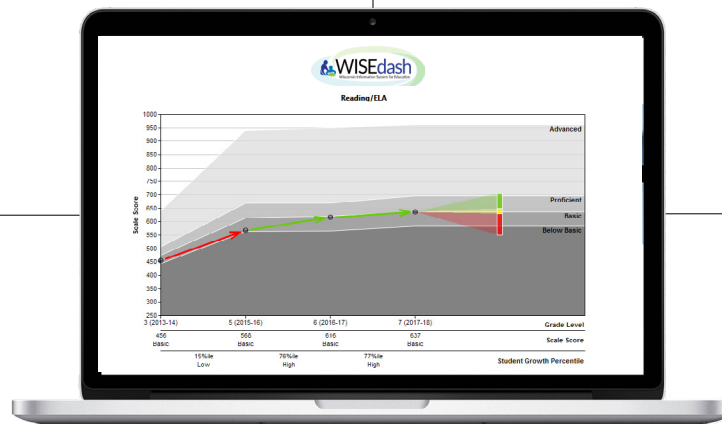 WISEdash
Wisconsin Information System for Education
Reading/ELA
1000
950
900
850
800
750
700
650
600
550
500
450
400
350
300
250
Scale Score
Advanced
Proficient
Basic
Below Basic
3 (2013-14) 5 (2015-16) 6 (2016-17) 7 (2017-18) Grade Level
456 568 616 637 Scale Score
Basic Basic Basic Basic
15%ile 76%ile 77%ile Student Growth Percentile
Low High High